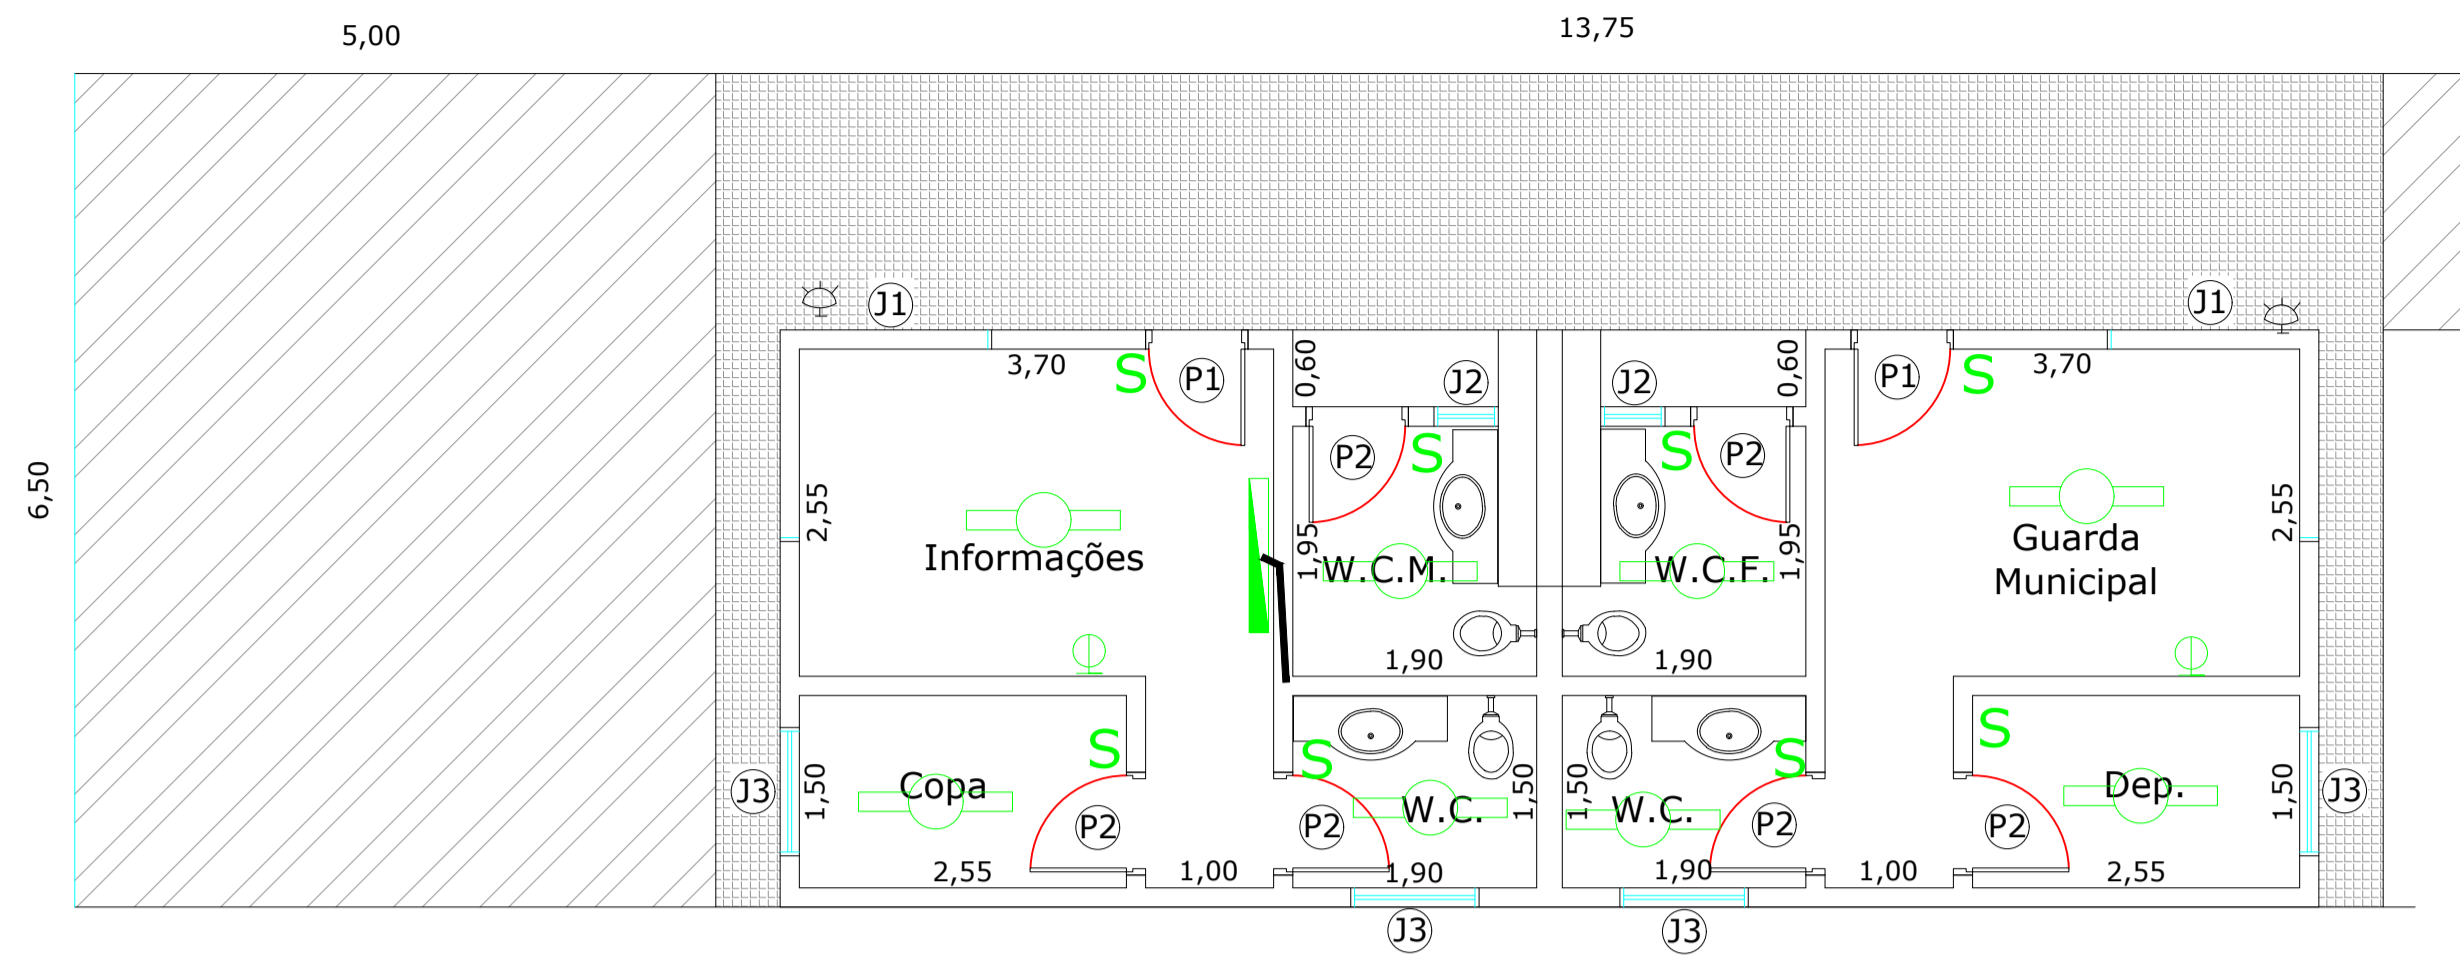 5,00
13,75
6,50
J1
J1
3,70
S
P1
0,60
J2
J2
0,60
P1
S
3,70
P2
S
S
P2
2,55
1,95
1,95
2,55
Informações
W.C.M.
W.C.F.
Guarda
Municipal
1,90
1,90
S
S
S
S
J3
1,50
Copa
P2
P2
W.C.
1,50
1,50
W.C.
P2
P2
Dep.
1,50
J3
2,55
1,00
1,90
1,90
1,00
2,55
J3
J3